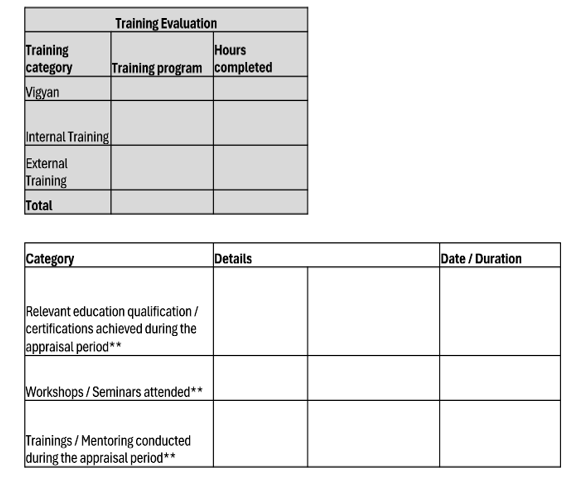 Training Evaluation
Training
category
Training program
Hours
completed
Vigyan
Internal Training
External
Training
Total
Category
Details
Date / Duration
Relevant education qualification /
certifications achieved during the
appraisal period**
Workshops / Seminars attended**
Trainings / Mentoring conducted
during the appraisal period**